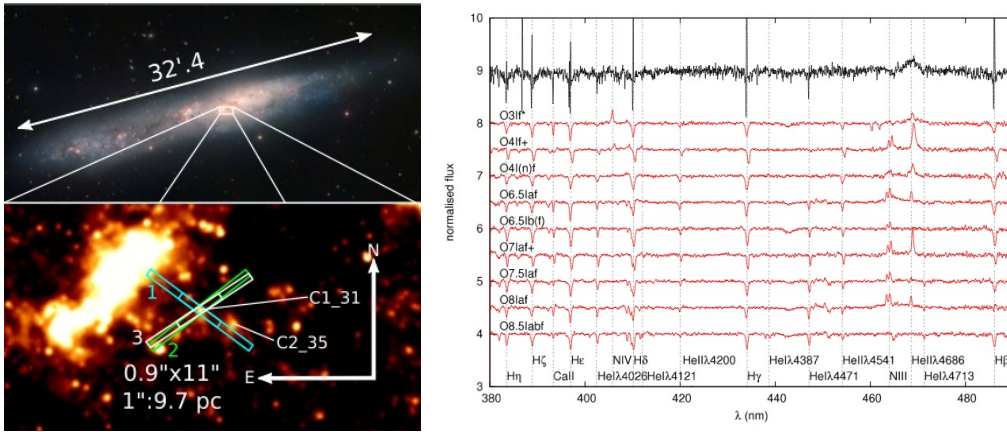 32'.4
1
C1_31
C2_35
3
2
N
E
0.9"x11"
1":9.7 pc
normalised flux
10
9
8
7
6
5
4
3
O3If*
O4If+
O4I(n)f
O6.5Iaf
O6.5Ib(f)
O7Iaf+
O7.5Iaf
O8Iaf
O8.5Iabf
Hζ Hε NIV Hδ HeIIλ4200 HeIλ4387 HeIIλ4541 HeIIλ4686 Hβ
Hη CaII HeIλ4026 HeIλ4121 Hγ HeIλ4471 NIII HeIλ4713
380 400 420 440 460 480
λ (nm)